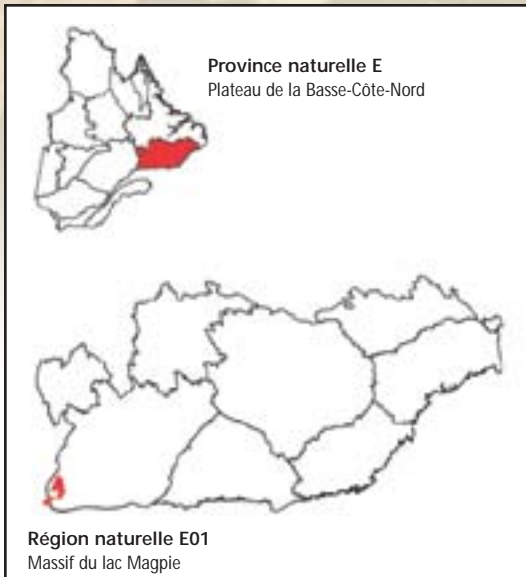 Province naturelle E
Plateau de la Basse-Côte-Nord
Région naturelle E01
Massif du lac Magpie